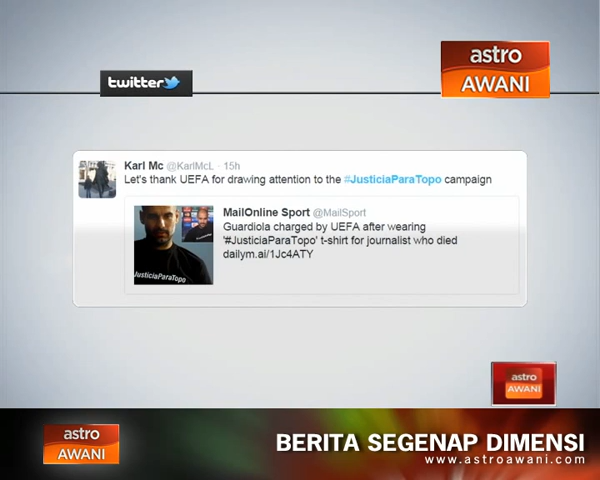 twitter
astro
AWANI
Karl Mc @KarlMcL · 15h
Let's thank UEFA for drawing attention to the #JusticiaParaTopo campaign
MailOnline Sport @MailSport
Guardiola charged by UEFA after wearing
'#JusticiaParaTopo' t-shirt for journalist who died
dailym.ai/1Jc4ATY
JusticiaParaTopo
astro
AWANI
astro
AWANI
BERITA SEGENAP DIMENSI
www.astroawani.com